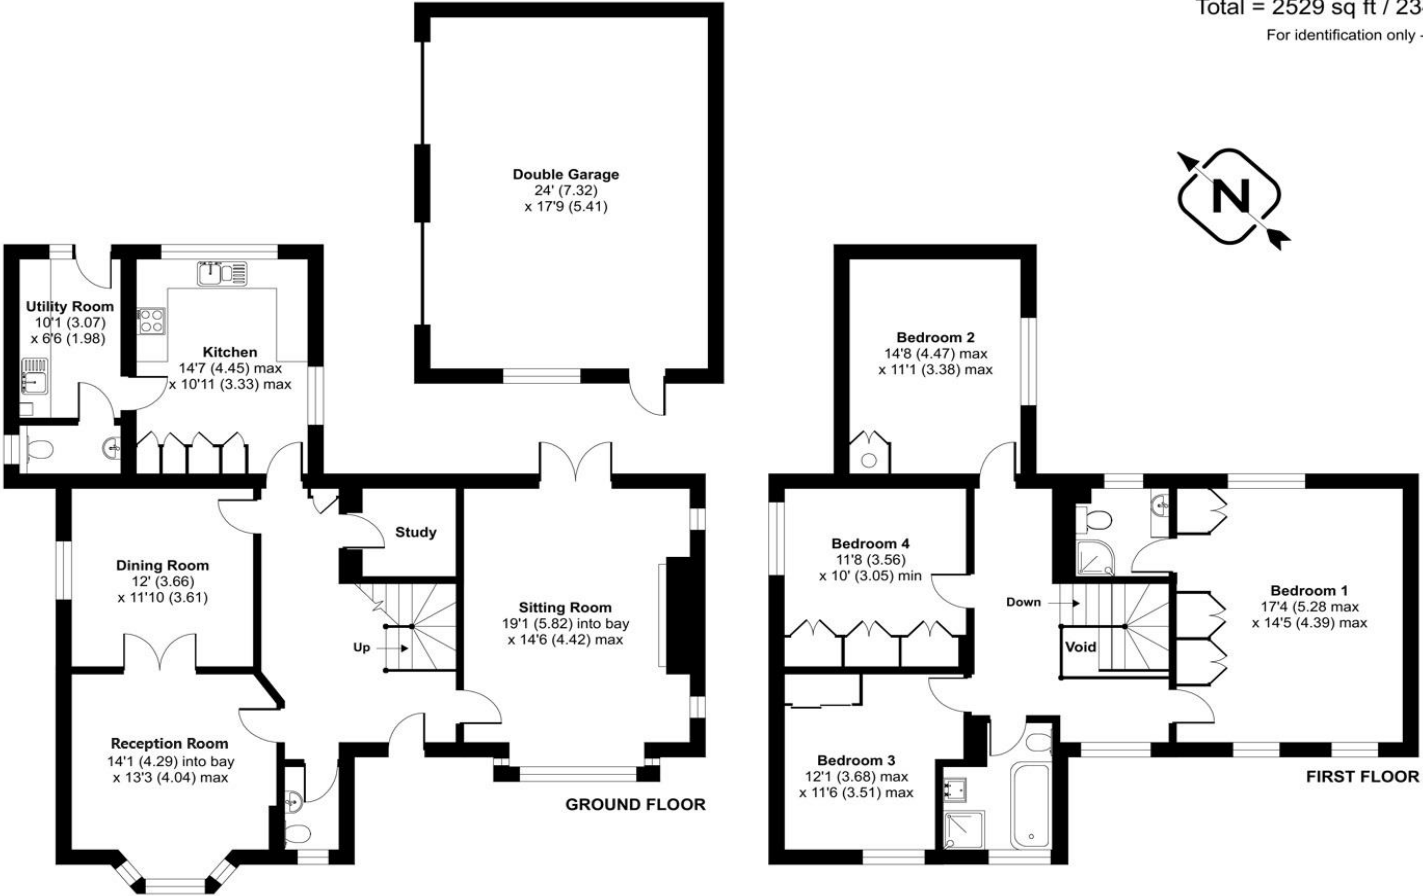 Total = 2529 sq ft / 23
For identification only -
N
Double Garage
24' (7.32)
x 17'9 (5.41)
Utility Room
10'1 (3.07)
x 6'6 (1.98)
Kitchen
14'7 (4.45) max
x 10'11 (3.33) max
Dining Room
12' (3.66)
x 11'10 (3.61)
Study
Sitting Room
19'1 (5.82) into bay
x 14'6 (4.42) max
Up
Reception Room
14'1 (4.29) into bay
x 13'3 (4.04) max
GROUND FLOOR
Bedroom 2
14'8 (4.47) max
x 11'1 (3.38) max
Bedroom 4
11'8 (3.56)
x 10' (3.05) min
Down
Void
Bedroom 1
17'4 (5.28 max
x 14'5 (4.39) max
Bedroom 3
12'1 (3.68) max
x 11'6 (3.51) max
FIRST FLOOR